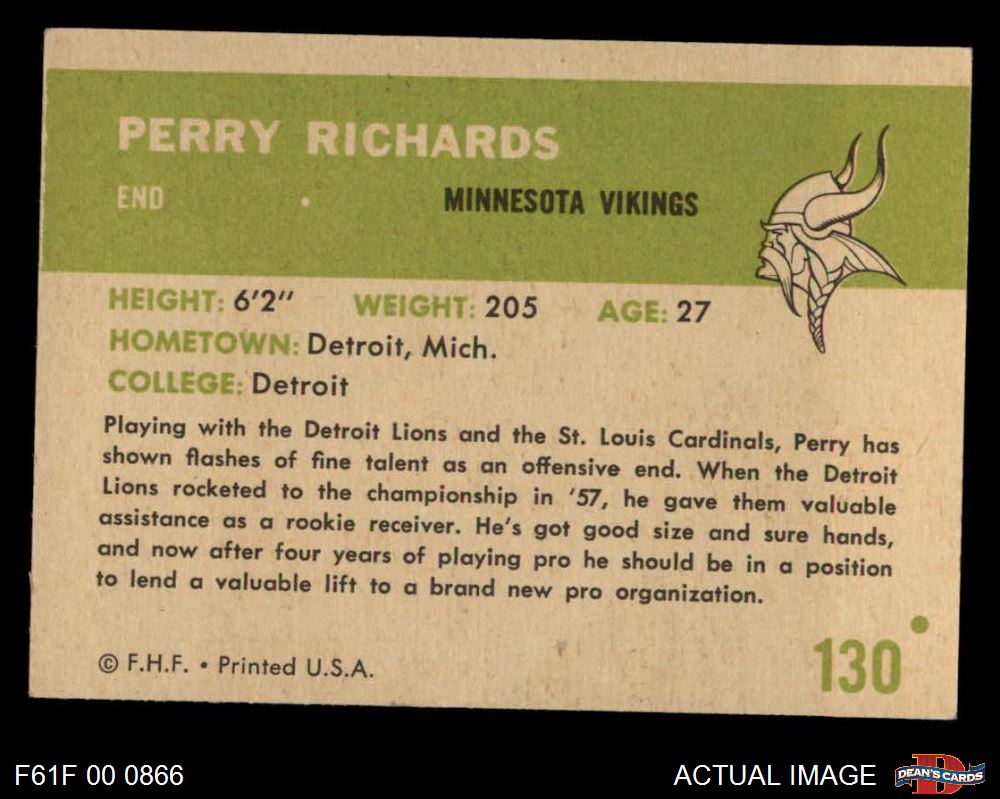 PERRY RICHARDS
END • MINNESOTA VIKINGS
HEIGHT: 6'2" WEIGHT: 205 AGE: 27
HOMETOWN: Detroit, Mich.
COLLEGE: Detroit
Playing with the Detroit Lions and the St. Louis Cardinals, Perry has
shown flashes of fine talent as an offensive end. When the Detroit
Lions rocketed to the championship in '57, he gave them valuable
assistance as a rookie receiver. He's got good size and sure hands,
and now after four years of playing pro he should be in a position
to lend a valuable lift to a brand new pro organization.
© F.H.F. • Printed U.S.A.
130
F61F 00 0866
ACTUAL IMAGE
D
DEAN'S CARDS